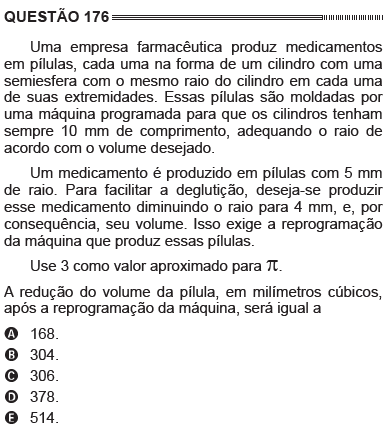 QUESTÃO 176
Uma empresa farmacêutica produz medicamentos
em pílulas, cada uma na forma de um cilindro com uma
semiesfera com o mesmo raio do cilindro em cada uma
de suas extremidades. Essas pílulas são moldadas por
uma máquina programada para que os cilindros tenham
sempre 10 mm de comprimento, adequando o raio de
acordo com o volume desejado.
Um medicamento é produzido em pílulas com 5 mm
de raio. Para facilitar a deglutição, deseja-se produzir
esse medicamento diminuindo o raio para 4 mm, e, por
consequência, seu volume. Isso exige a reprogramação
da máquina que produz essas pílulas.
Use 3 como valor aproximado para π.
A redução do volume da pílula, em milímetros cúbicos,
após a reprogramação da máquina, será igual a
A 168.
B 304.
C 306.
D 378.
E 514.